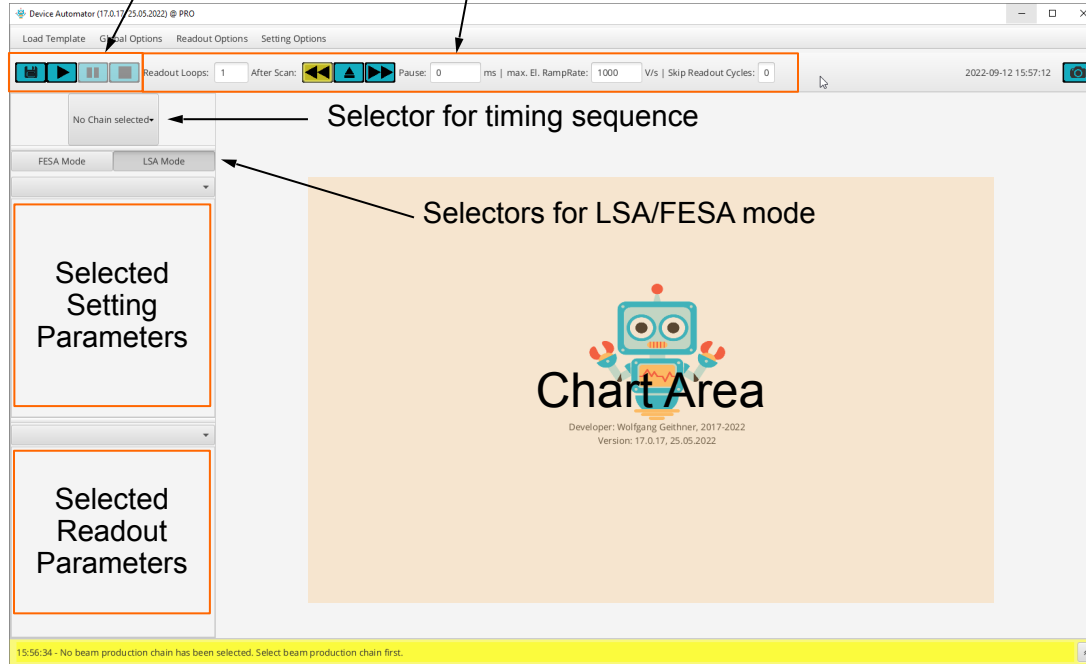 Device Automator (17.0.17, 25.05.2022) @ PRO
Load Template Global Options Readout Options Setting Options
Readout Loops: 1 After Scan: Pause: 0 ms | max. El. RampRate: 1000 V/s | Skip Readout Cycles: 0 2022-09-12 15:57:12
No Chain selected
Selector for timing sequence
FESA Mode LSA Mode
Selectors for LSA/FESA mode
Selected
Setting
Parameters
Chart Area
Developer: Wolfgang Geithner, 2017-2022
Version: 17.0.17, 25.05.2022
Selected
Readout
Parameters
15:56:34 - No beam production chain has been selected. Select beam production chain first.